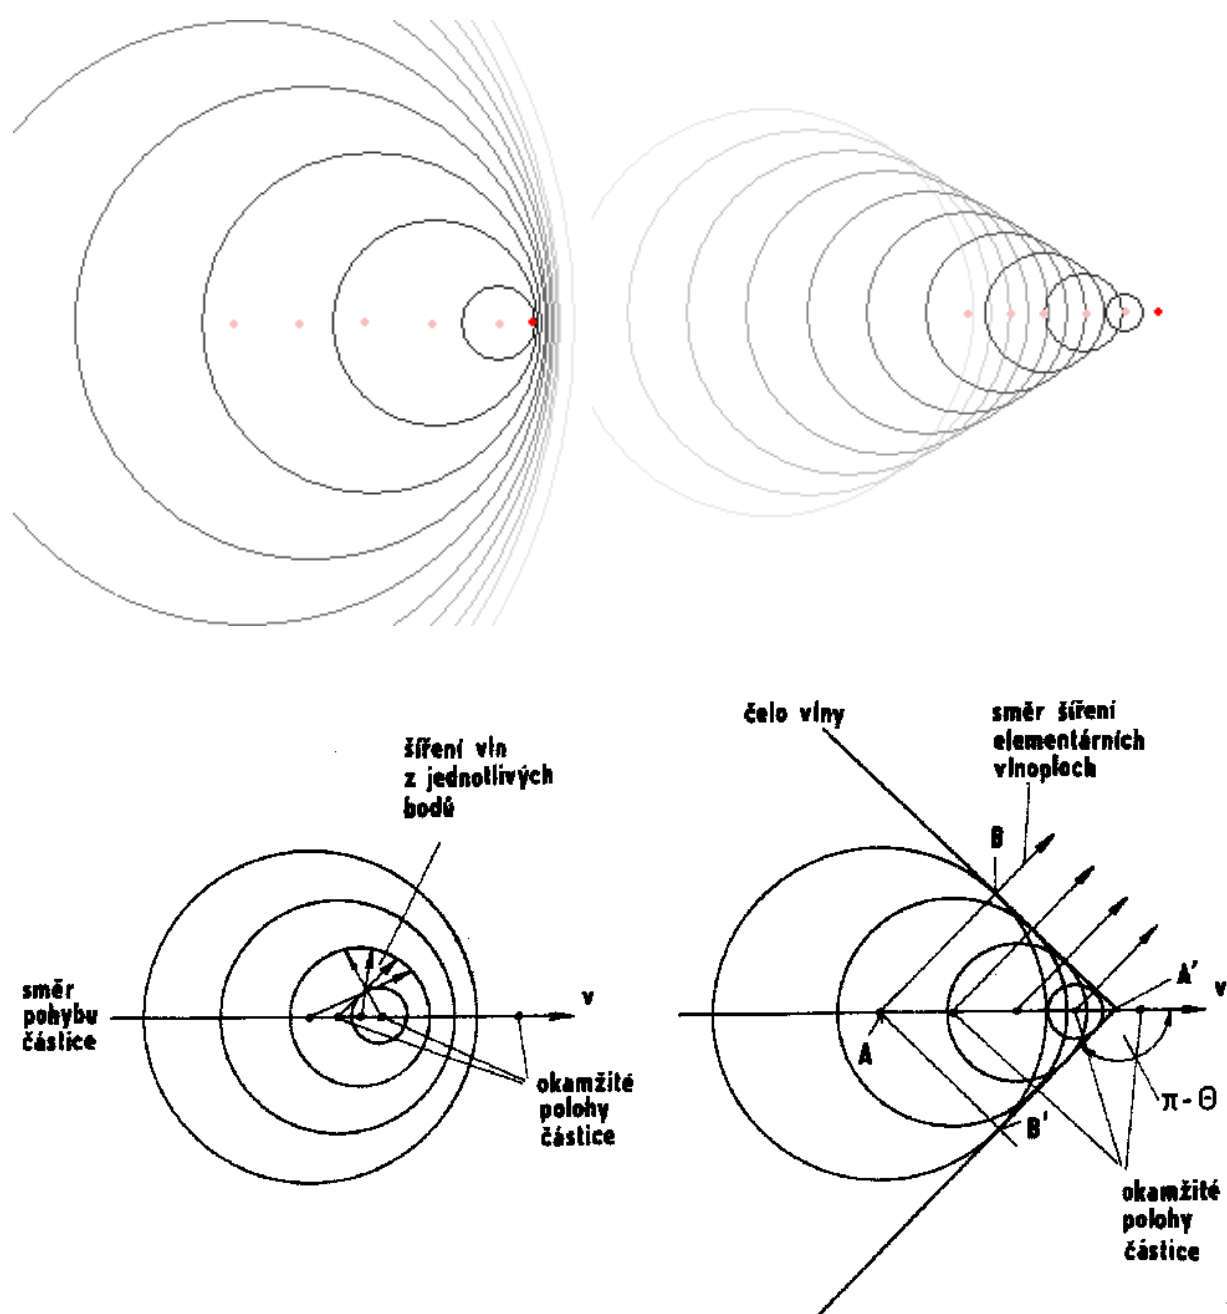 šíření vln
z jednotlivých
bodů
směr
pohybu
částice
v
okamžité
polohy
částice
čelo vlny
směr šíření
elementárních
vlnoploch
B
A'
v
A
π - Θ
B'
okamžité
polohy
částice